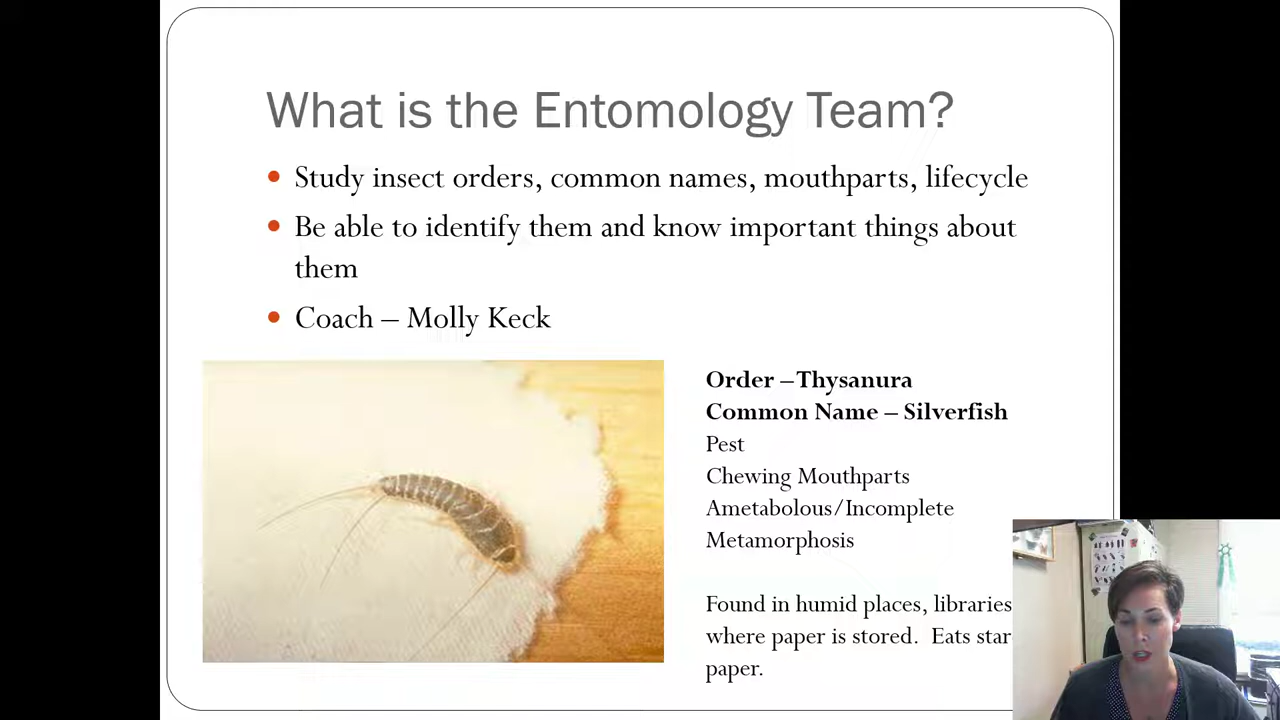 What is the Entomology Team?
• Study insect orders, common names, mouthparts, lifecycle
• Be able to identify them and know important things about
them
• Coach – Molly Keck
Order – Thysanura
Common Name – Silverfish
Pest
Chewing Mouthparts
Ametabolous/Incomplete
Metamorphosis
Found in humid places, libraries
where paper is stored. Eats star
paper.